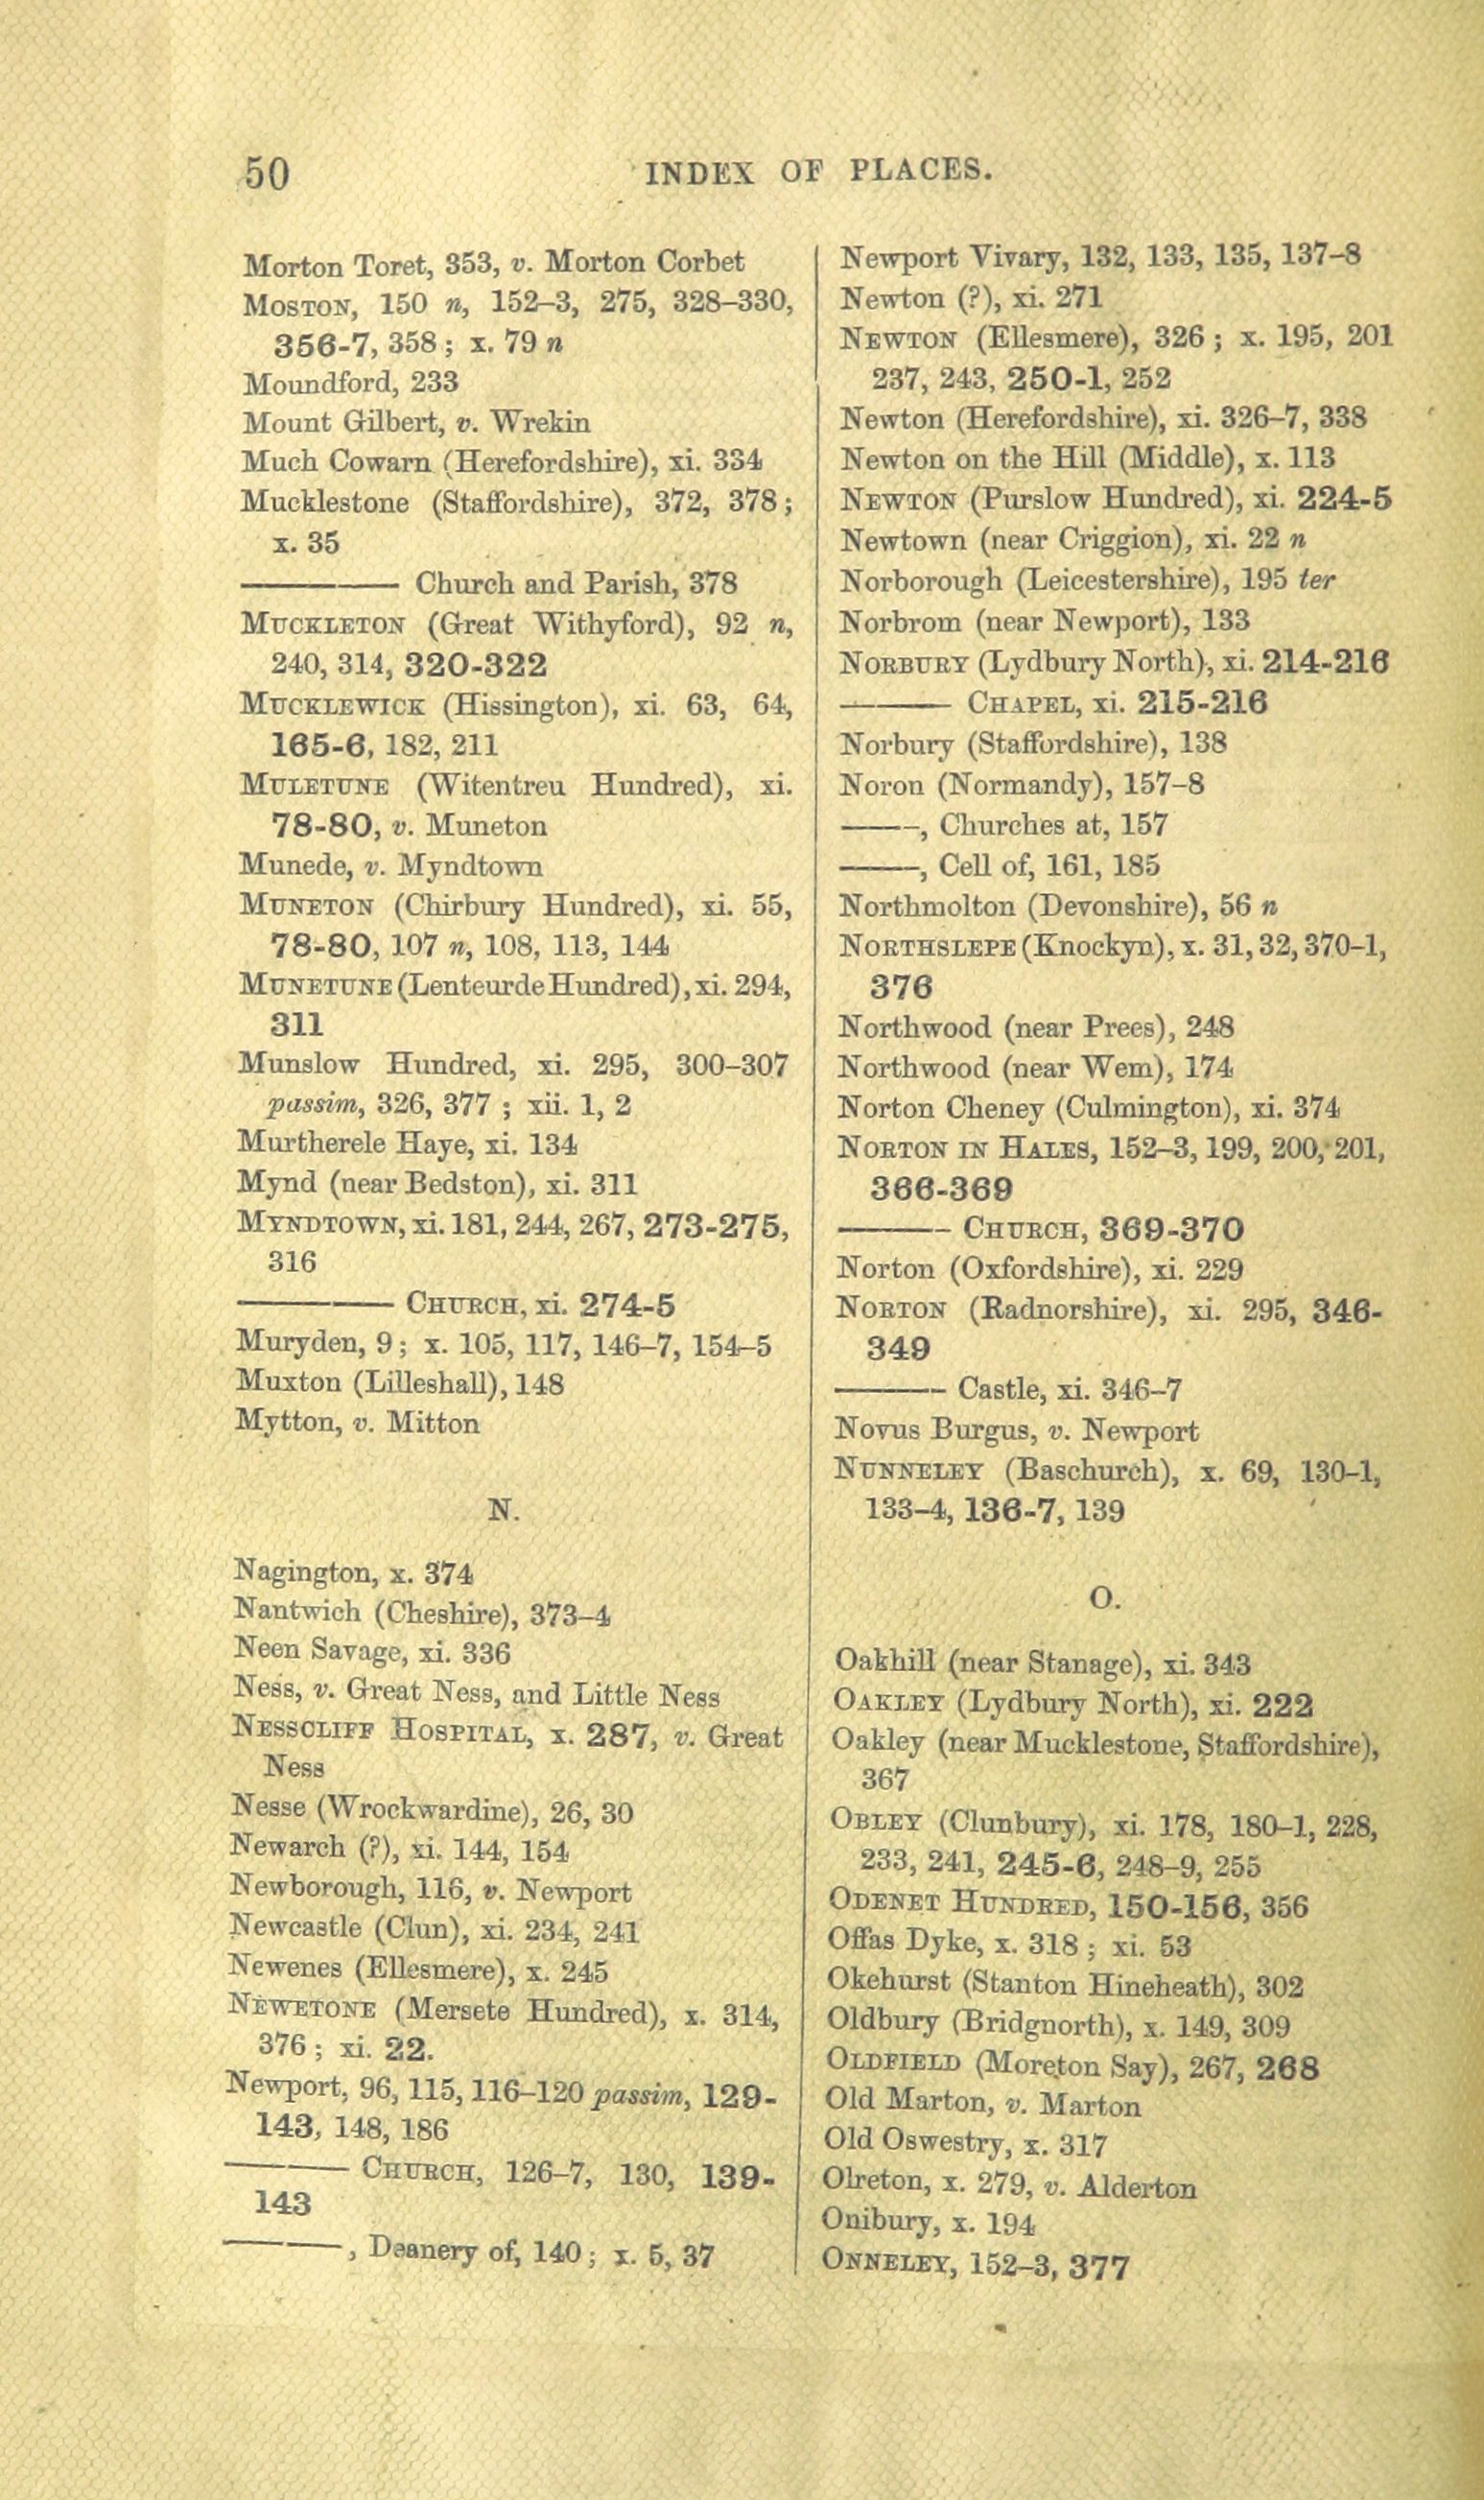 50
INDEX OF PLACES.
Morton Toret, 353, v. Morton Corbet
MOSTON, 150 n, 152–3, 275, 328–330,
356-7, 358; x. 79 n
Moundford, 233
Mount Gilbert, v. Wrekin
Much Cowarn (Herefordshire), xi. 334
Mucklestone (Staffordshire), 372, 378;
x. 35
——— Church and Parish, 378
MUCKLETON (Great Withyford), 92 n,
240, 314, 320-322
MUCKLEWICK (Hissington), xi. 63, 64,
165-6, 182, 211
MULETUNE (Witentreu Hundred), xi.
78-80, v. Muneton
Munede, v. Myndtown
MUNETON (Chirbury Hundred), xi. 55,
78-80, 107 n, 108, 113, 144
MUNETUNE (Lenteurde Hundred), xi. 294,
311
Munslow Hundred, xi. 295, 300–307
passim, 326, 377; xii. 1, 2
Murtherele Haye, xi. 134
Mynd (near Bedston), xi. 311
MYNDTOWN, xi. 181, 244, 267, 273-275,
316
——— CHURCH, xi. 274-5
Muryden, 9; x. 105, 117, 146–7, 154–5
Muxton (Lilleshall), 148
Mytton, v. Mitton
N.
Nagington, x. 374
Nantwich (Cheshire), 373–4
Neen Savage, xi. 336
Ness, v. Great Ness, and Little Ness
NESSCLIFF HOSPITAL, x. 287, v. Great
Ness
Nesse (Wrockwardine), 26, 30
Newarch (?), xi. 144, 154
Newborough, 116, v. Newport
Newcastle (Clun), xi. 234, 241
Newenes (Ellesmere), x. 245
NEWETONE (Mersete Hundred), x. 314,
376; xi. 22.
Newport, 96, 115, 116–120 passim, 129-
143, 148, 186
——— CHURCH, 126–7, 130, 139-
143
———, Deanery of, 140; x. 5, 37
Newport Vivary, 132, 133, 135, 137–8
Newton (?), xi. 271
NEWTON (Ellesmere), 326; x. 195, 201
237, 243, 250-1, 252
Newton (Herefordshire), xi. 326–7, 338
Newton on the Hill (Middle), x. 113
NEWTON (Purslow Hundred), xi. 224-5
Newtown (near Criggion), xi. 22 n
Norborough (Leicestershire), 195 ter
Norbrom (near Newport), 133
NORBURY (Lydbury North), xi. 214-216
——— CHAPEL, xi. 215-216
Norbury (Staffordshire), 138
Noron (Normandy), 157–8
———, Churches at, 157
———, Cell of, 161, 185
Northmolton (Devonshire), 56 n
NORTHSLEPE (Knockyn), x. 31, 32, 370–1,
376
Northwood (near Prees), 248
Northwood (near Wem), 174
Norton Cheney (Culmington), xi. 374
NORTON IN HALES, 152–3, 199, 200, 201,
366-369
——— CHURCH, 369-370
Norton (Oxfordshire), xi. 229
NORTON (Radnorshire), xi. 295, 346-
349
——— Castle, xi. 346–7
Novus Burgus, v. Newport
NUNNELEY (Baschurch), x. 69, 130–1,
133–4, 136-7, 139
O.
Oakhill (near Stanage), xi. 343
OAKLEY (Lydbury North), xi. 222
Oakley (near Mucklestone, Staffordshire),
367
OBLEY (Clunbury), xi. 178, 180–1, 228,
233, 241, 245-6, 248–9, 255
ODENET HUNDRED, 150-156, 356
Offas Dyke, x. 318; xi. 53
Okehurst (Stanton Hineheath), 302
Oldbury (Bridgnorth), x. 149, 309
OLDFIELD (Moreton Say), 267, 268
Old Marton, v. Marton
Old Oswestry, x. 317
Olreton, x. 279, v. Alderton
Onibury, x. 194
ONNELEY, 152–3, 377